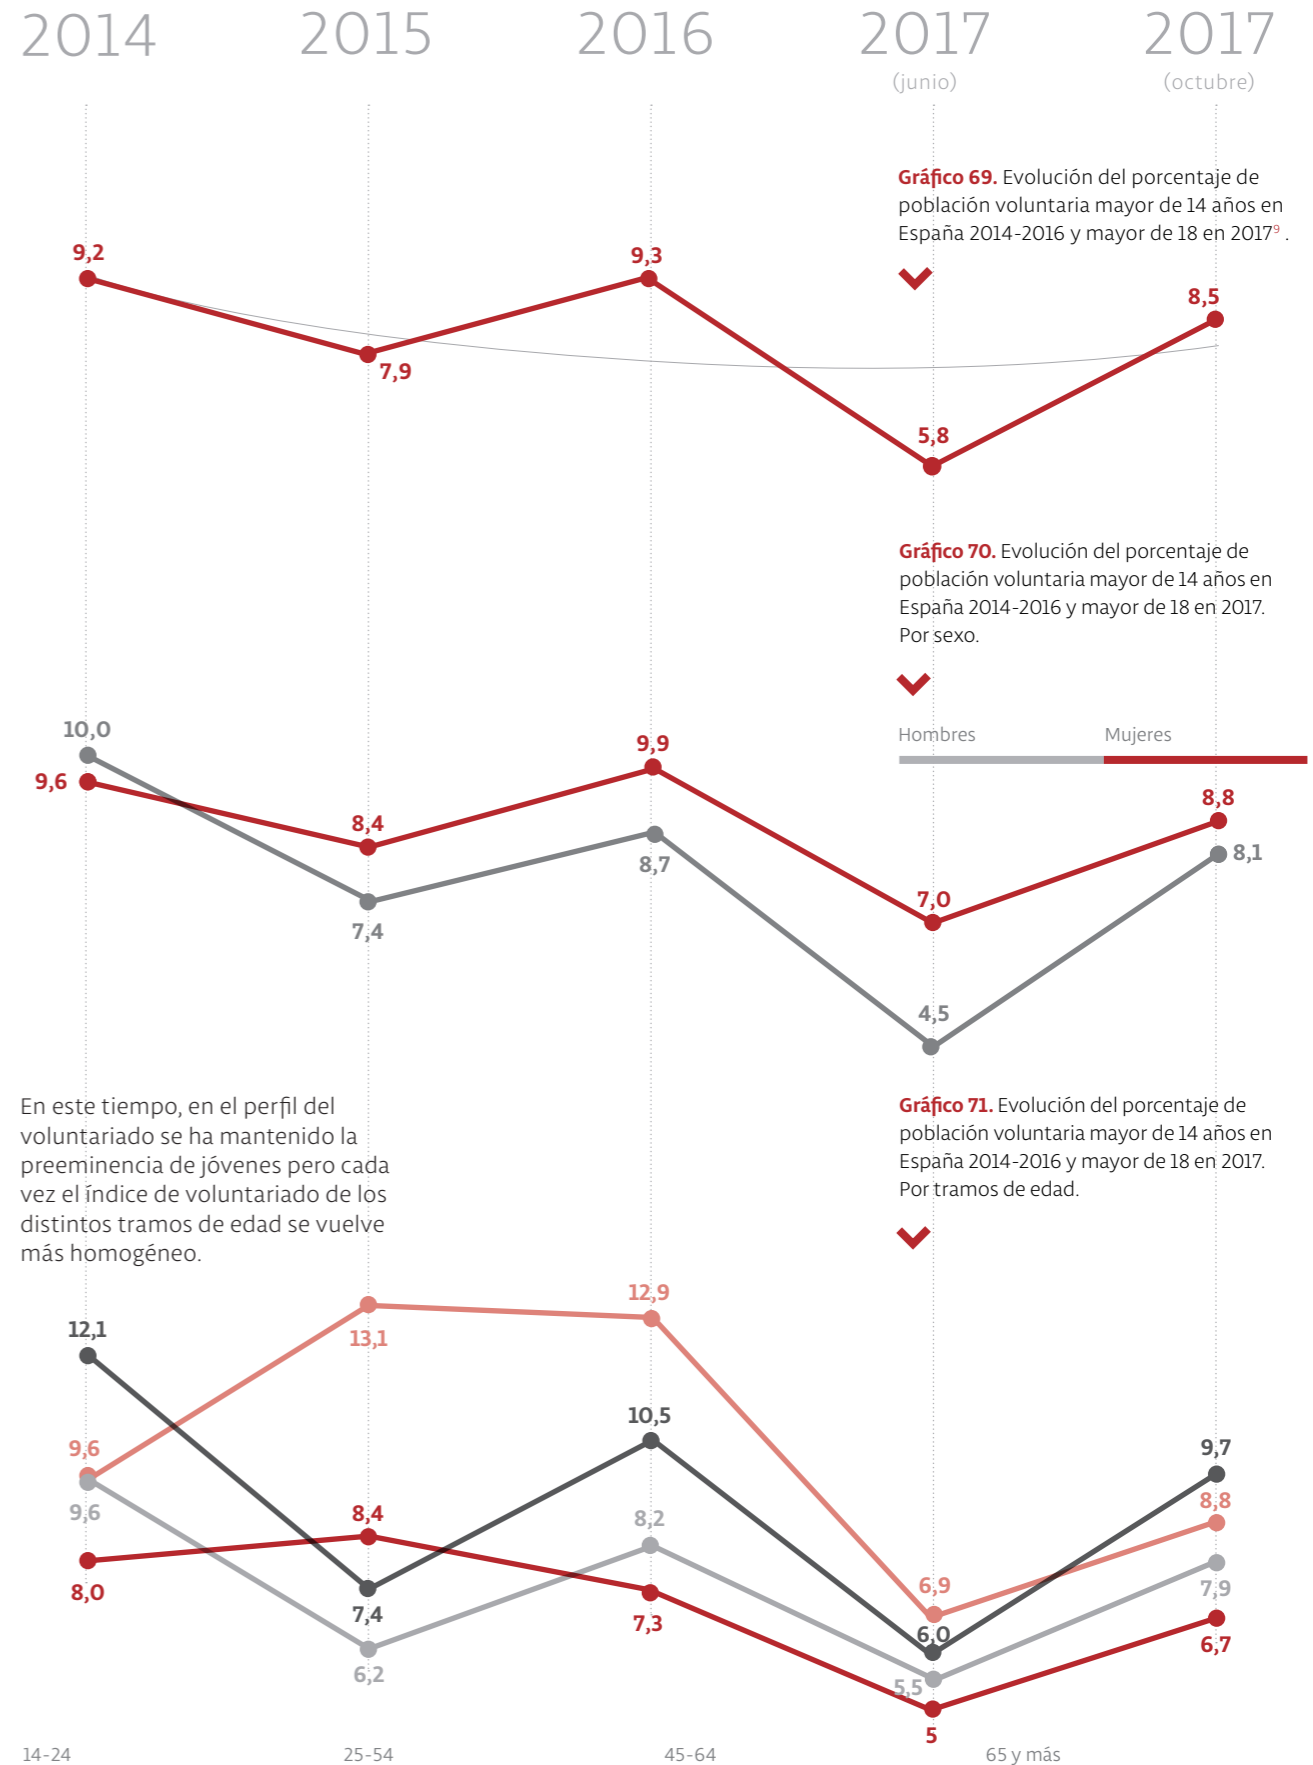 2014
2015
2016
2017
(junio)
2017
(octubre)
Gráfico 69. Evolución del porcentaje de
población voluntaria mayor de 14 años en
España 2014-2016 y mayor de 18 en 2017⁹ .
9,2
7,9
9,3
5,8
8,5
Gráfico 70. Evolución del porcentaje de
población voluntaria mayor de 14 años en
España 2014-2016 y mayor de 18 en 2017.
Por sexo.
Hombres
Mujeres
10,0
9,6
8,4
7,4
9,9
8,7
7,0
4,5
8,8
8,1
En este tiempo, en el perfil del
voluntariado se ha mantenido la
preeminencia de jóvenes pero cada
vez el índice de voluntariado de los
distintos tramos de edad se vuelve
más homogéneo.
Gráfico 71. Evolución del porcentaje de
población voluntaria mayor de 14 años en
España 2014-2016 y mayor de 18 en 2017.
Por tramos de edad.
12,1
9,6
9,6
8,0
13,1
8,4
7,4
6,2
12,9
10,5
8,2
7,3
6,9
6,0
5,5
5
9,7
8,8
7,9
6,7
14-24
25-54
45-64
65 y más